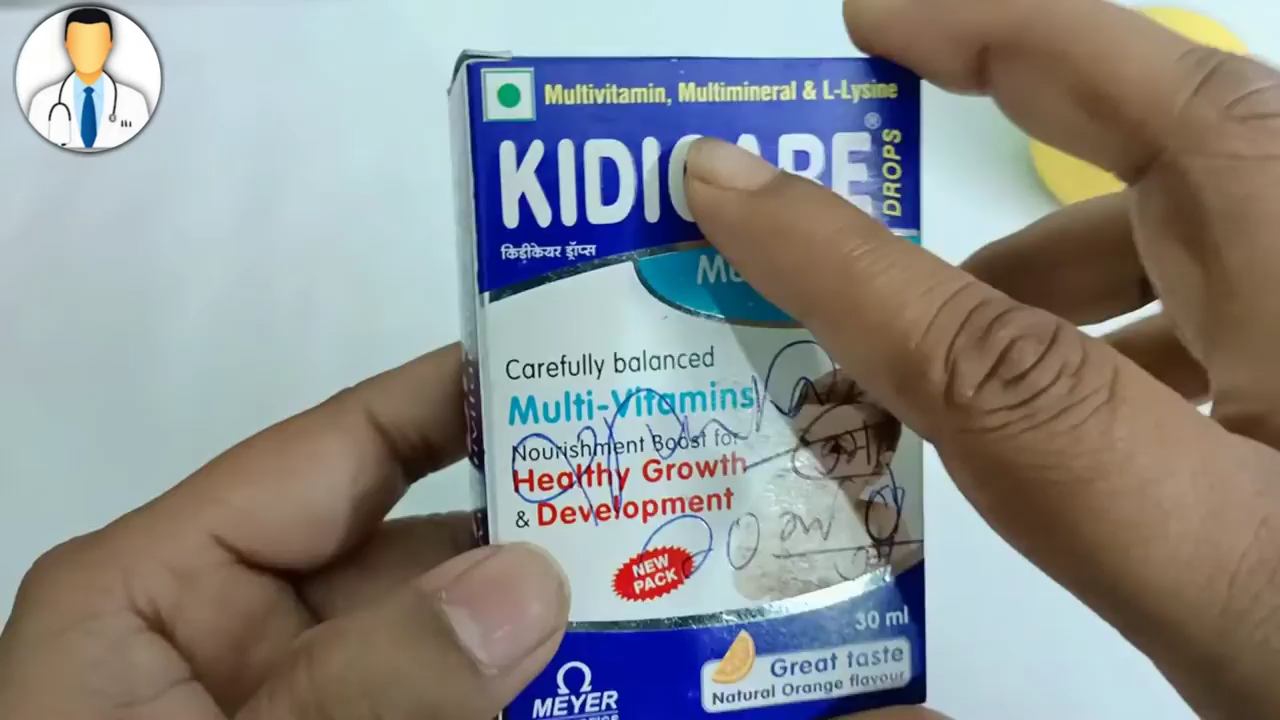 Multivitamin, Multimineral & L-Lysine
KIDICARE®
DROPS
किडीकेयर ड्रॉप्स
Carefully balanced
Multi-Vitamins
Nourishment Boost for
Healthy Growth
& Development
NEW
PACK
30 ml
Great taste
Natural Orange flavour
MEYER